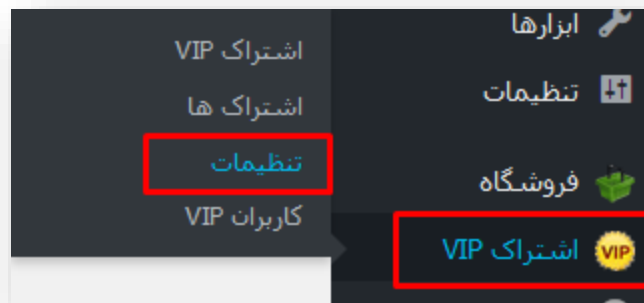 ابزارها
تنظیمات
فروشگاه
اشتراک VIP
VIP
اشتراک VIP
اشتراک ها
تنظیمات
کاربران VIP